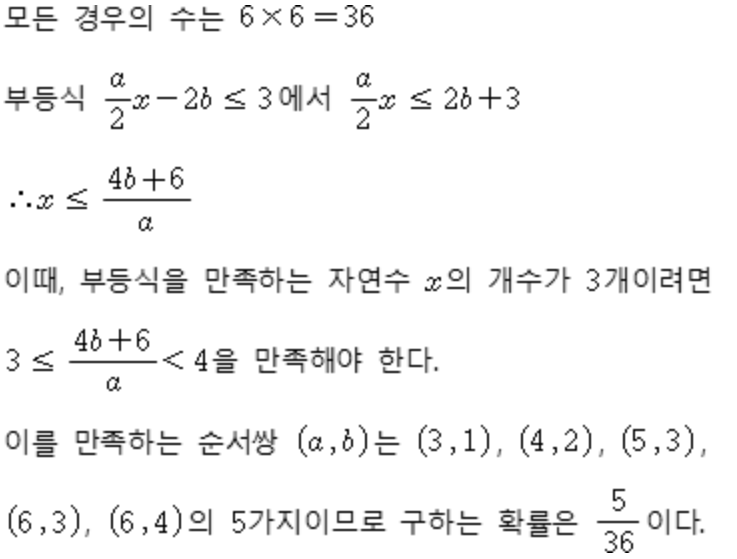 모든 경우의 수는 6×6=36
부등식 a/2 x−2b ≤ 3에서 a/2 x ≤ 2b+3
∴x ≤ (4b+6)/a
이때, 부등식을 만족하는 자연수 x의 개수가 3개이려면
3 ≤ (4b+6)/a < 4을 만족해야 한다.
이를 만족하는 순서쌍 (a,b)는 (3,1), (4,2), (5,3),
(6,3), (6,4)의 5가지이므로 구하는 확률은 5/36 이다.